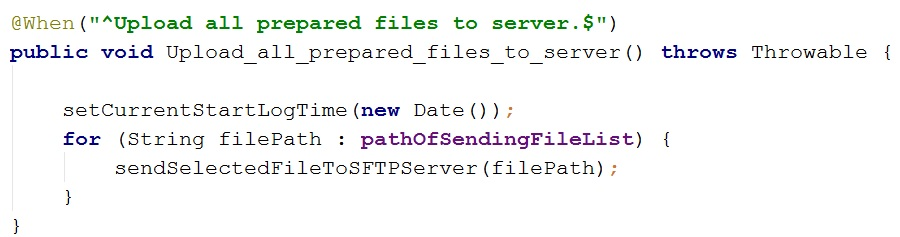 @When("^Upload all prepared files to server.$")
public void Upload_all_prepared_files_to_server() throws Throwable {
setCurrentStartLogTime(new Date());
for (String filePath : pathOfSendingFileList) {
sendSelectedFileToSFTPServer(filePath);
}
}